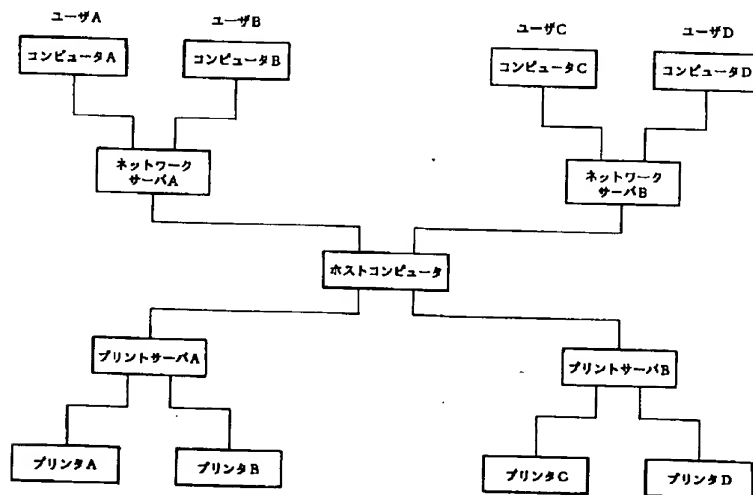 ユーザA
ユーザB
ユーザC
ユーザD
コンピュータA
コンピュータB
コンピュータC
コンピュータD
ネットワーク
サーバA
ネットワーク
サーバB
ホストコンピュータ
プリントサーバA
プリントサーバB
プリンタA
プリンタB
プリンタC
プリンタD